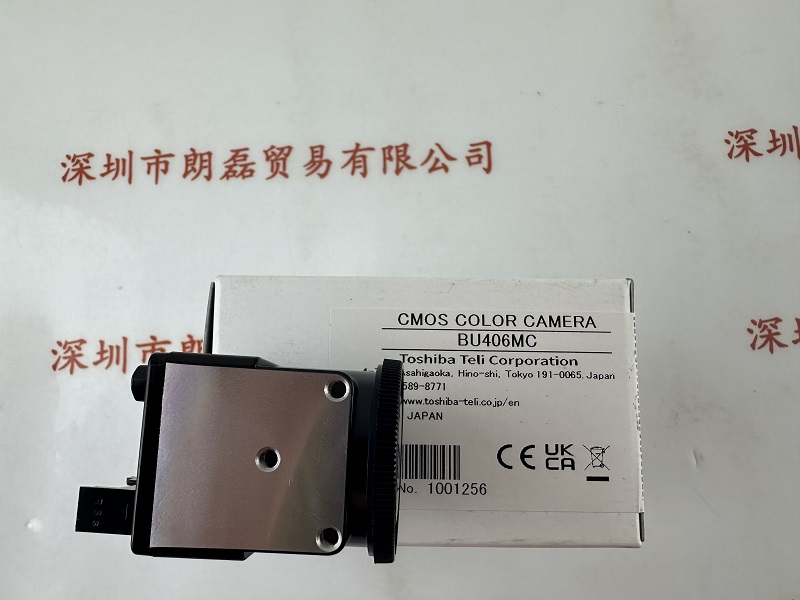 深圳市朗磊贸易有限公司
深圳
CMOS COLOR CAMERA
BU406MC
深圳市朗
深圳市
Toshiba Teli Corporation
Asahigaoka, Hino-shi, Tokyo 191-0065. Japan
589-8771
www.toshiba-teli.co.jp/en
JAPAN
CE UK CA
No. 1001256